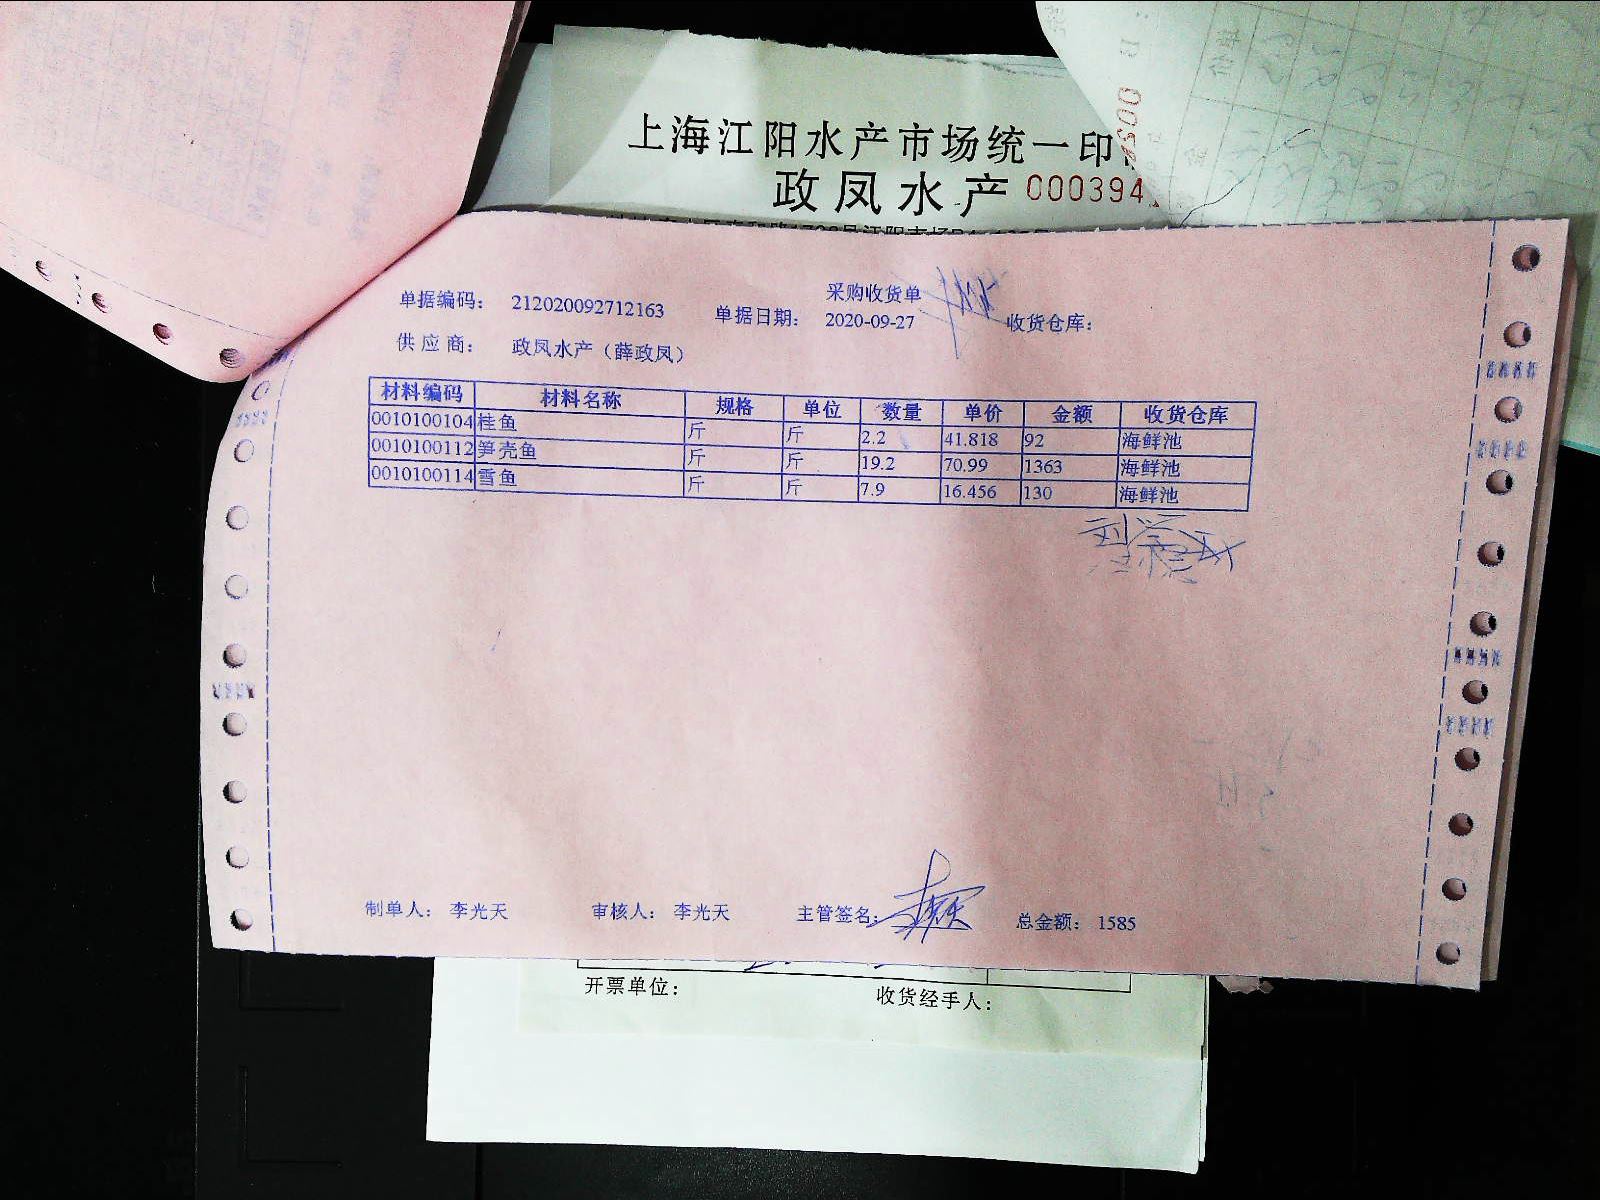 上海江阳水产市场统一印
政凤水产 000394
采购收货单
单据编码： 212020092712163 单据日期： 2020-09-27 收货仓库：
供应商： 政凤水产（薛政凤）
材料编码 材料名称 规格 单位 数量 单价 金额 收货仓库
0010100104 桂鱼 斤 斤 2.2 41.818 92 海鲜池
0010100112 笋壳鱼 斤 斤 19.2 70.99 1363 海鲜池
0010100114 雪鱼 斤 斤 7.9 16.456 130 海鲜池
制单人： 李光天 审核人： 李光天 主管签名： 总金额： 1585
开票单位： 收货经手人：